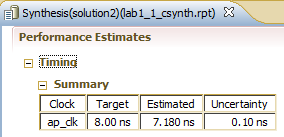 Synthesis(solution2)(lab1_1_csynth.rpt)
Performance Estimates
Timing
Summary
Clock Target Estimated Uncertainty
ap_clk 8.00 ns 7.180 ns 0.10 ns